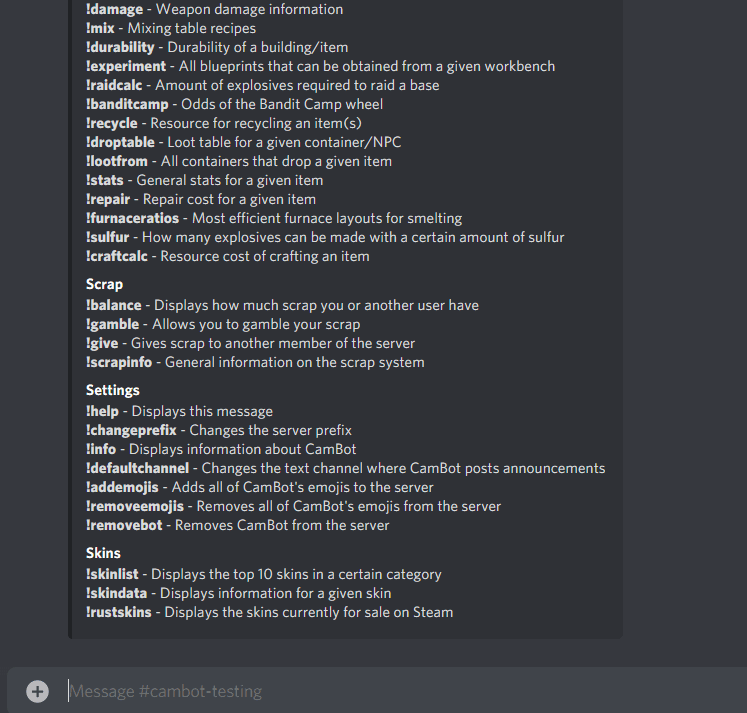 !damage - Weapon damage information
!mix - Mixing table recipes
!durability - Durability of a building/item
!experiment - All blueprints that can be obtained from a given workbench
!raidcalc - Amount of explosives required to raid a base
!banditcamp - Odds of the Bandit Camp wheel
!recycle - Resource for recycling an item(s)
!droptable - Loot table for a given container/NPC
!lootfrom - All containers that drop a given item
!stats - General stats for a given item
!repair - Repair cost for a given item
!furnaceratios - Most efficient furnace layouts for smelting
!sulfur - How many explosives can be made with a certain amount of sulfur
!craftcalc - Resource cost of crafting an item
Scrap
!balance - Displays how much scrap you or another user have
!gamble - Allows you to gamble your scrap
!give - Gives scrap to another member of the server
!scrapinfo - General information on the scrap system
Settings
!help - Displays this message
!changeprefix - Changes the server prefix
!info - Displays information about CamBot
!defaultchannel - Changes the text channel where CamBot posts announcements
!addemojis - Adds all of CamBot's emojis to the server
!removeemojis - Removes all of CamBot's emojis from the server
!removebot - Removes CamBot from the server
Skins
!skinlist - Displays the top 10 skins in a certain category
!skindata - Displays information for a given skin
!rustskins - Displays the skins currently for sale on Steam
Message #cambot-testing